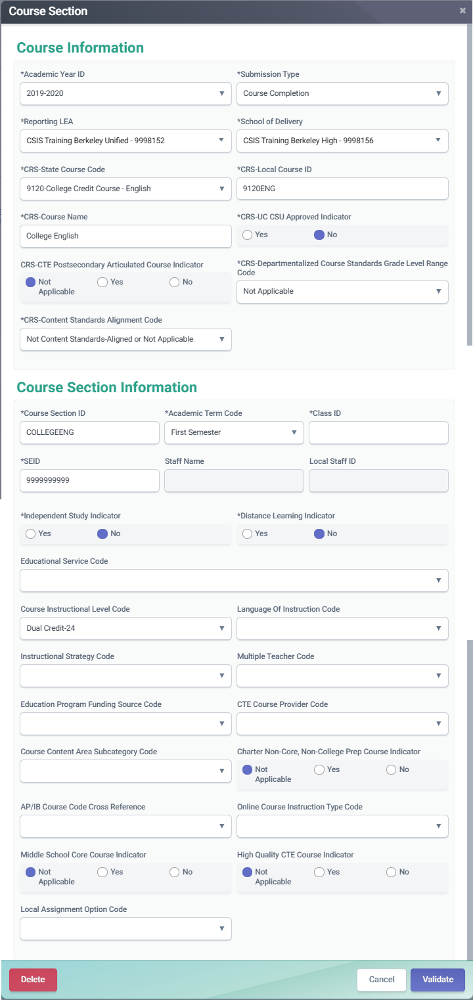 Course Section
×
Course Information
*Academic Year ID
*Submission Type
2019-2020
Course Completion
*Reporting LEA
*School of Delivery
CSIS Training Berkeley Unified - 9998152
CSIS Training Berkeley High - 9998156
*CRS-State Course Code
*CRS-Local Course ID
9120-College Credit Course - English
9120ENG
*CRS-Course Name
*CRS-UC CSU Approved Indicator
College English
Yes
No
CRS-CTE Postsecondary Articulated Course Indicator
*CRS-Departmentalized Course Standards Grade Level Range
Code
Not
Applicable
Yes
No
Not Applicable
*CRS-Content Standards Alignment Code
Not Content Standards-Aligned or Not Applicable
Course Section Information
*Course Section ID
*Academic Term Code
*Class ID
COLLEGEENG
First Semester
*SEID
Staff Name
Local Staff ID
9999999999
*Independent Study Indicator
*Distance Learning Indicator
Yes
No
Yes
No
Educational Service Code
Course Instructional Level Code
Language Of Instruction Code
Dual Credit-24
Instructional Strategy Code
Multiple Teacher Code
Education Program Funding Source Code
CTE Course Provider Code
Course Content Area Subcategory Code
Charter Non-Core, Non-College Prep Course Indicator
Not
Applicable
Yes
No
AP/IB Course Code Cross Reference
Online Course Instruction Type Code
Middle School Core Course Indicator
High Quality CTE Course Indicator
Not
Applicable
Yes
No
Not
Applicable
Yes
No
Local Assignment Option Code
Delete
Cancel
Validate